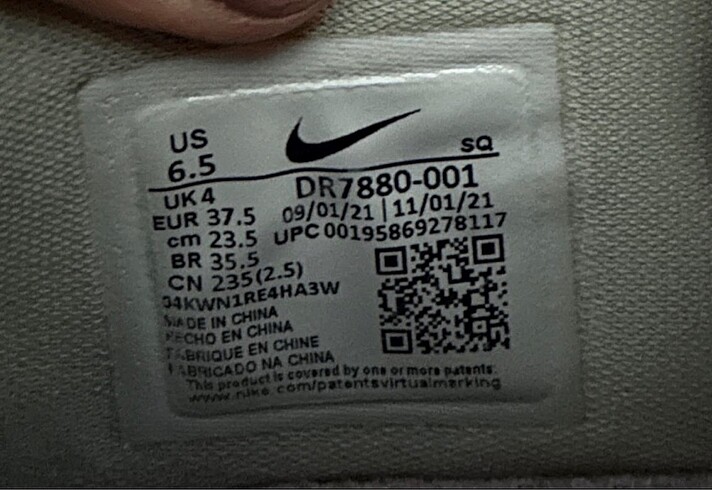 US
6.5
SQ
UK 4
DR7880-001
EUR 37.5
09/01/21 | 11/01/21
cm 23.5
UPC 00195869278117
BR 35.5
CN 235(2.5)
04KWN1RE4HA3W
MADE IN CHINA
HECHO EN CHINA
FABRIQUE EN CHINE
FABRICADO NA CHINA
This product is covered by one or more patents:
www.nike.com/patentsvirtualmarking